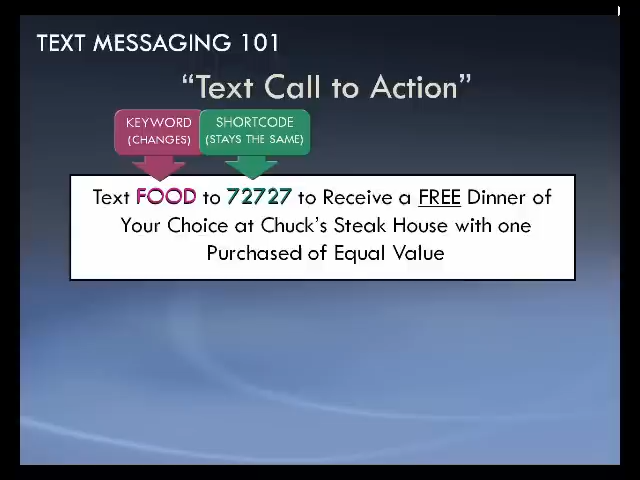 TEXT MESSAGING 101
“Text Call to Action”
KEYWORD
(CHANGES)
SHORTCODE
(STAYS THE SAME)
Text FOOD to 72727 to Receive a FREE Dinner of
Your Choice at Chuck’s Steak House with one
Purchased of Equal Value